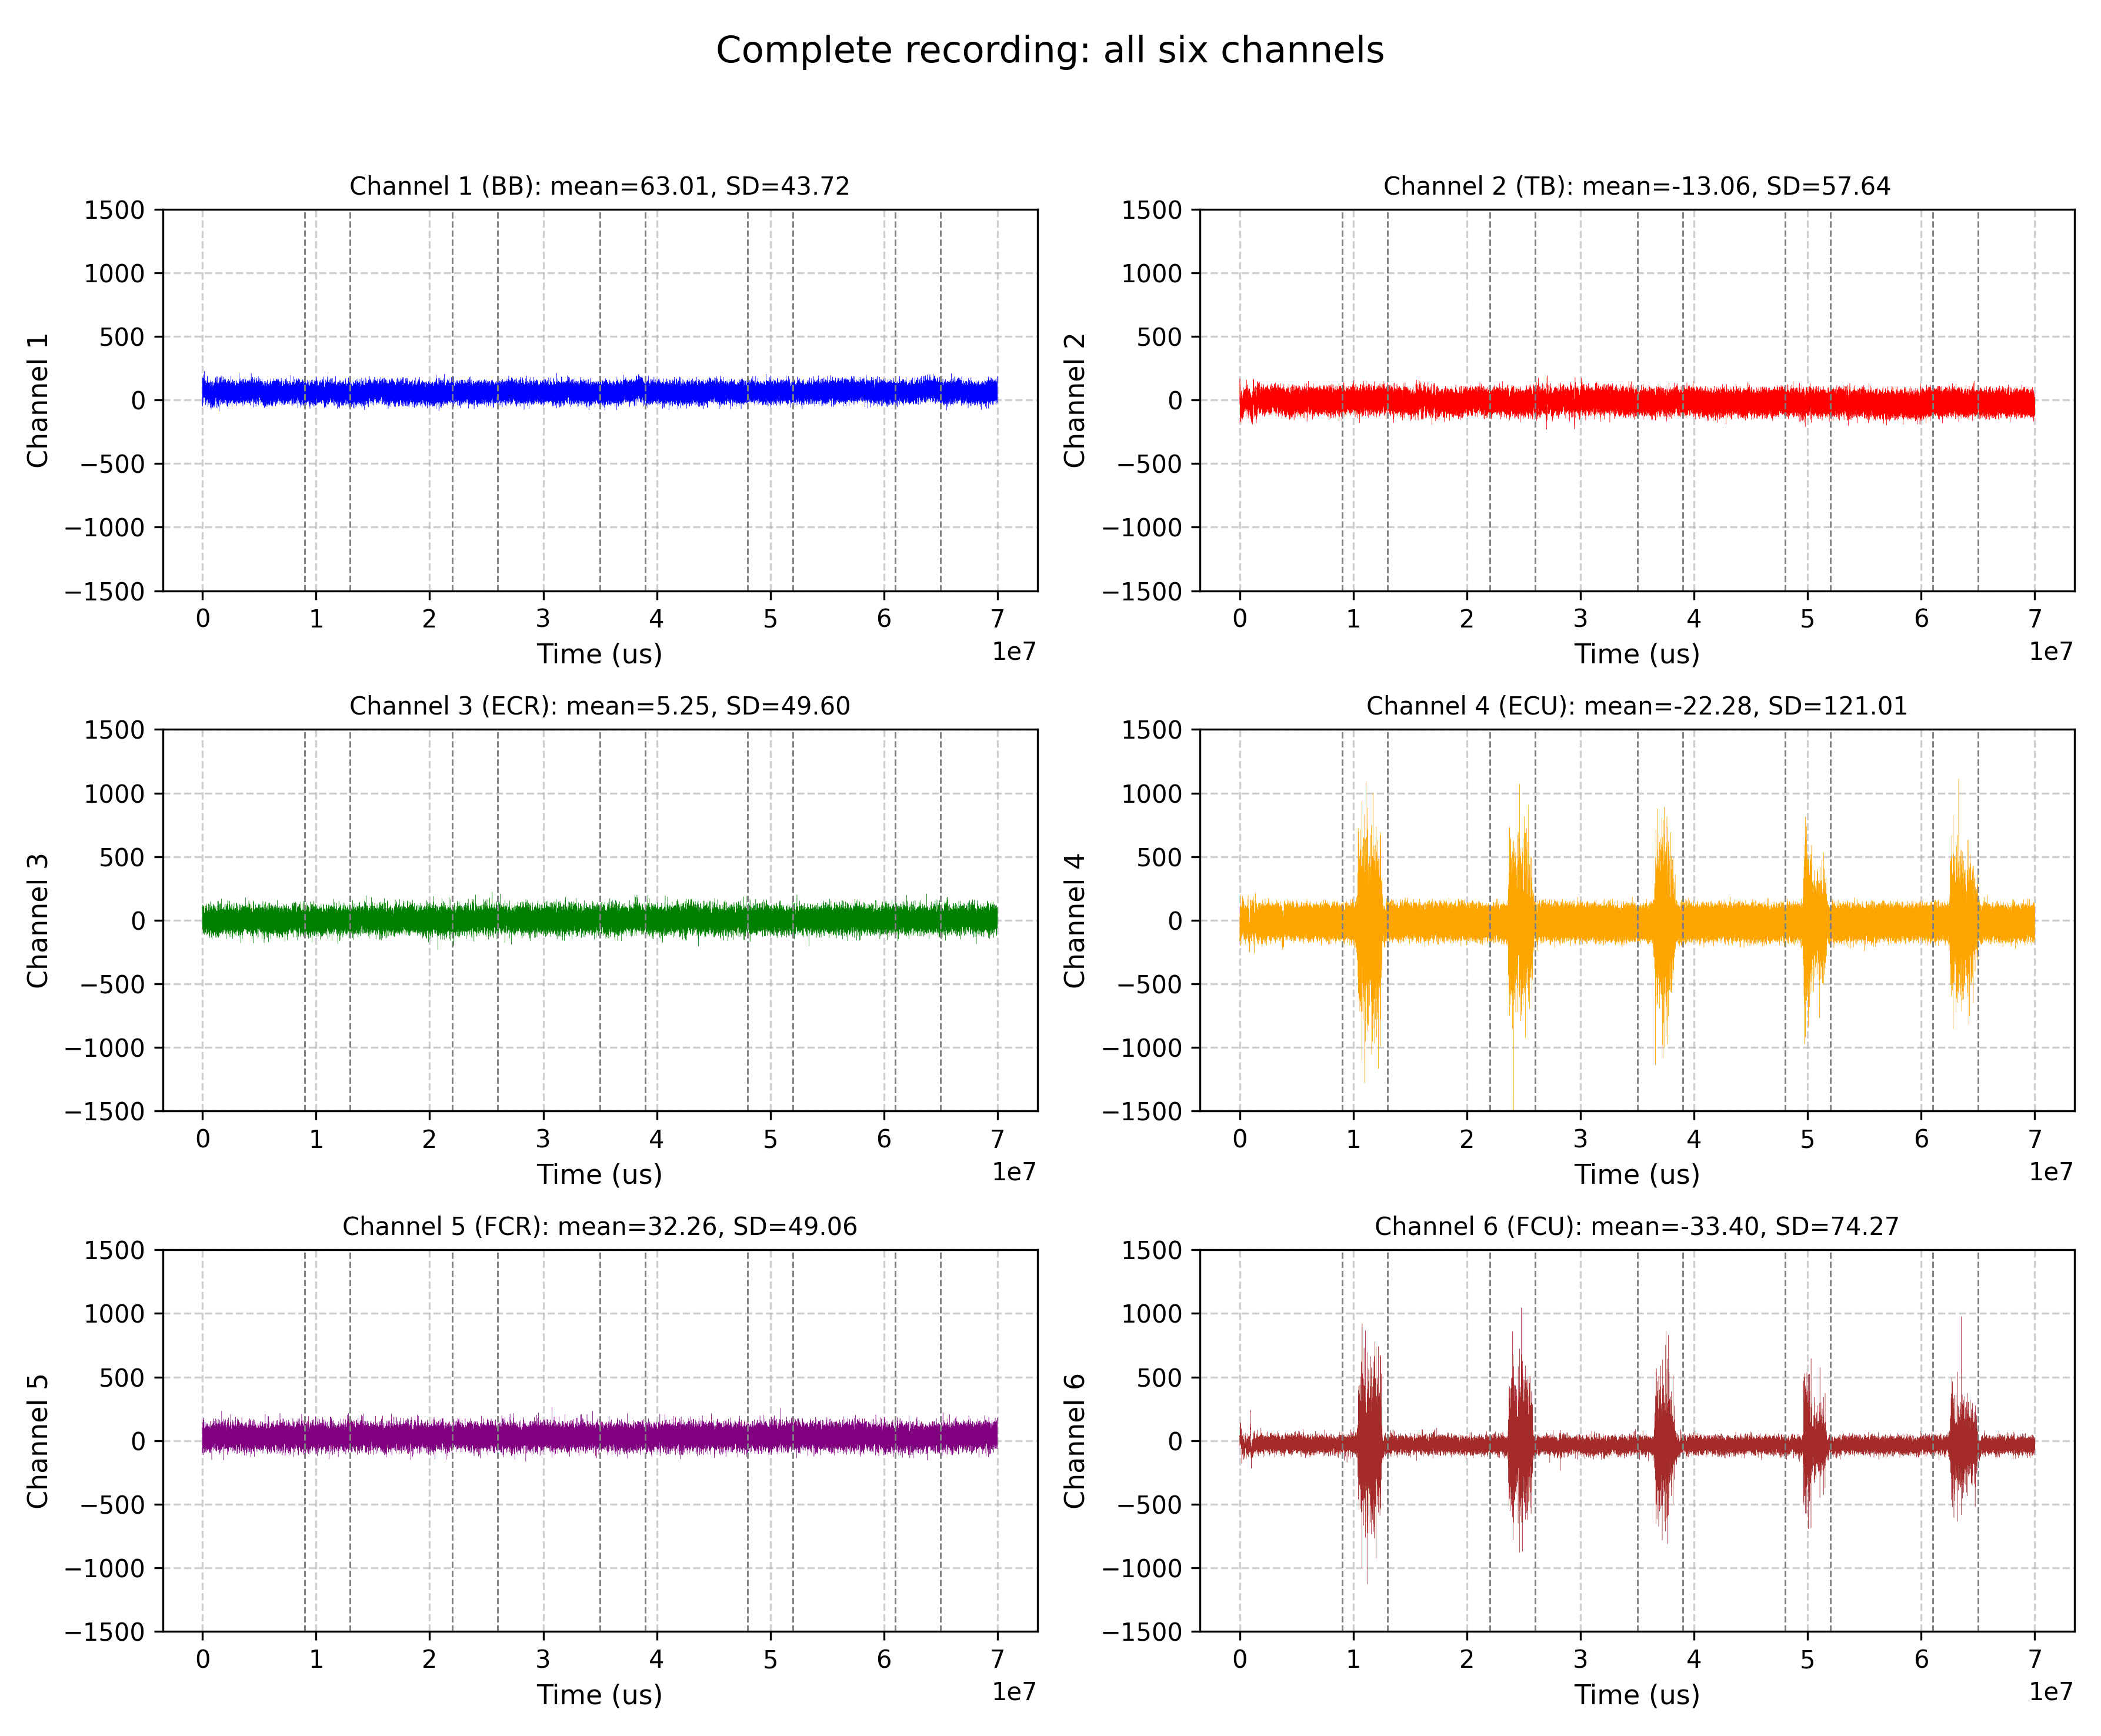 Complete recording: all six channels
Channel 1 (BB): mean=63.01, SD=43.72
Channel 1
1500
1000
500
0
−500
−1000
−1500
0 1 2 3 4 5 6 7
Time (us)
1e7
Channel 2 (TB): mean=-13.06, SD=57.64
Channel 2
1500
1000
500
0
−500
−1000
−1500
0 1 2 3 4 5 6 7
Time (us)
1e7
Channel 3 (ECR): mean=5.25, SD=49.60
Channel 3
1500
1000
500
0
−500
−1000
−1500
0 1 2 3 4 5 6 7
Time (us)
1e7
Channel 4 (ECU): mean=-22.28, SD=121.01
Channel 4
1500
1000
500
0
−500
−1000
−1500
0 1 2 3 4 5 6 7
Time (us)
1e7
Channel 5 (FCR): mean=32.26, SD=49.06
Channel 5
1500
1000
500
0
−500
−1000
−1500
0 1 2 3 4 5 6 7
Time (us)
1e7
Channel 6 (FCU): mean=-33.40, SD=74.27
Channel 6
1500
1000
500
0
−500
−1000
−1500
0 1 2 3 4 5 6 7
Time (us)
1e7